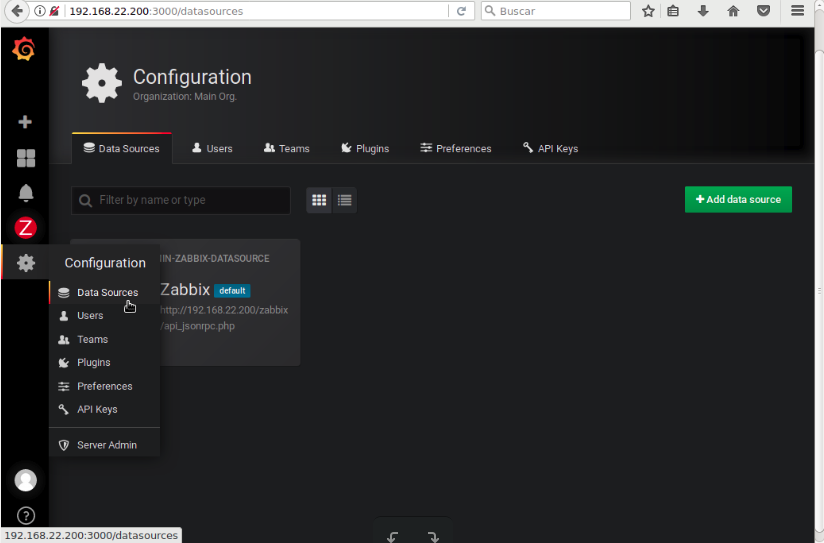 192.168.22.200:3000/datasources
Buscar
Configuration
Organization: Main Org.
Data Sources
Users
Teams
Plugins
Preferences
API Keys
Filter by name or type
Add data source
Z
Configuration
Data Sources
Users
Teams
Plugins
Preferences
API Keys
Server Admin
IN-ZABBIX-DATASOURCE
Zabbix default
http://192.168.22.200/zabbix
/api_jsonrpc.php
192.168.22.200:3000/datasources